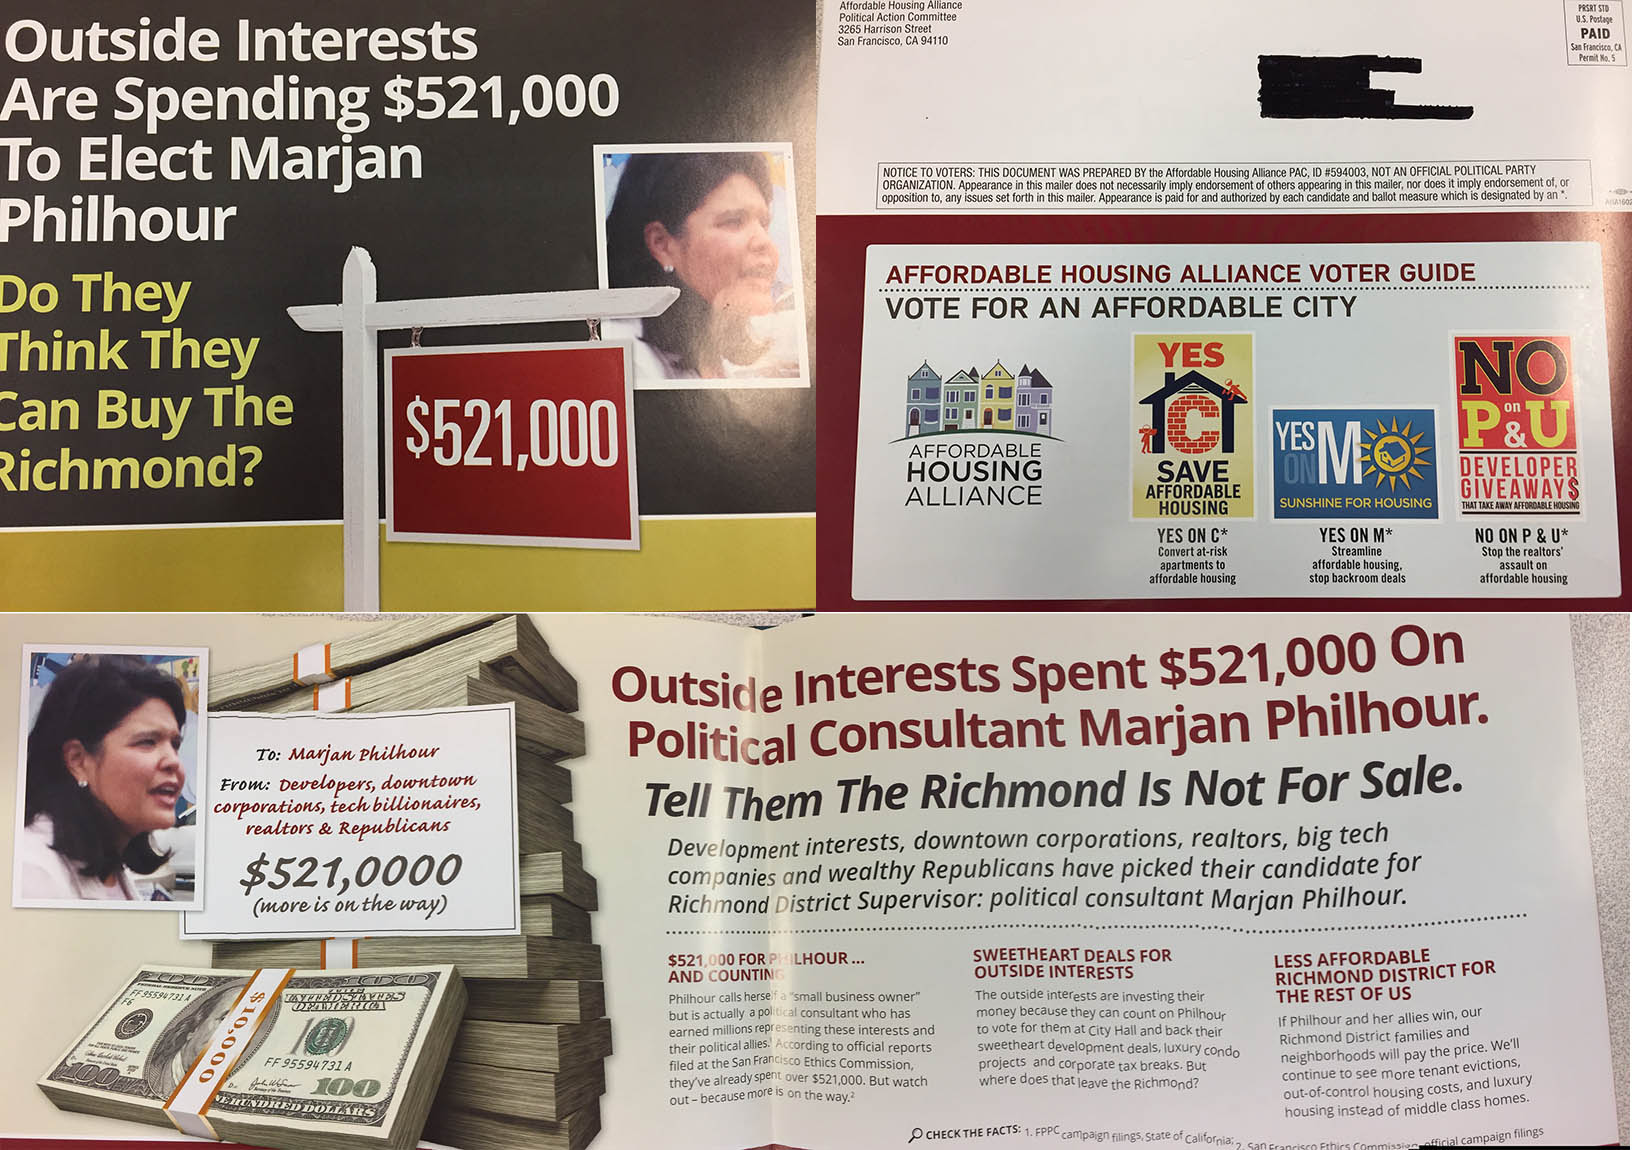 Outside Interests
Are Spending $521,000
To Elect Marjan
Philhour
Do They
Think They
Can Buy The
Richmond?
$521,000
Affordable Housing Alliance
Political Action Committee
3265 Harrison Street
San Francisco, CA 94110
PRSRT STD
U.S. Postage
PAID
San Francisco, CA
Permit No. 5
NOTICE TO VOTERS: THIS DOCUMENT WAS PREPARED BY the Affordable Housing Alliance PAC, ID #594003, NOT AN OFFICIAL POLITICAL PARTY
ORGANIZATION. Appearance in this mailer does not necessarily imply endorsement of others appearing in this mailer, nor does it imply endorsement of, or
opposition to, any issues set forth in this mailer. Appearance is paid for and authorized by each candidate and ballot measure which is designated by an *.
AHA1602
AFFORDABLE HOUSING ALLIANCE VOTER GUIDE
VOTE FOR AN AFFORDABLE CITY
AFFORDABLE
HOUSING
ALLIANCE
YES
C
SAVE
AFFORDABLE
HOUSING
YES ON C*
Convert at-risk
apartments to
affordable housing
YES
ON
M
SUNSHINE FOR HOUSING
YES ON M*
Streamline
affordable housing,
stop backroom deals
NO
on
P & U
DEVELOPER
GIVEAWAY$
THAT TAKE AWAY AFFORDABLE HOUSING
NO ON P & U*
Stop the realtors'
assault on
affordable housing
To: Marjan Philhour
From: Developers, downtown
corporations, tech billionaires,
realtors & Republicans
$521,0000
(more is on the way)
FF 95594731 A
F6
$10,000
THE UNITED STATES
OF AMERICA
FF 95594731 A
100
100
ONE HUNDRED DOLLARS
Outside Interests Spent $521,000 On
Political Consultant Marjan Philhour.
Tell Them The Richmond Is Not For Sale.
Development interests, downtown corporations, realtors, big tech
companies and wealthy Republicans have picked their candidate for
Richmond District Supervisor: political consultant Marjan Philhour.
$521,000 FOR PHILHOUR ...
AND COUNTING
Philhour calls herself a "small business owner"
but is actually a political consultant who has
earned millions representing these interests and
their political allies.1 According to official reports
filed at the San Francisco Ethics Commission,
they've already spent over $521,000. But watch
out – because more is on the way.2
SWEETHEART DEALS FOR
OUTSIDE INTERESTS
The outside interests are investing their
money because they can count on Philhour
to vote for them at City Hall and back their
sweetheart development deals, luxury condo
projects and corporate tax breaks. But
where does that leave the Richmond?
LESS AFFORDABLE
RICHMOND DISTRICT FOR
THE REST OF US
If Philhour and her allies win, our
Richmond District families and
neighborhoods will pay the price. We'll
continue to see more tenant evictions,
out-of-control housing costs, and luxury
housing instead of middle class homes.
CHECK THE FACTS: 1. FPPC campaign filings, State of California; 2. San Francisco Ethics Commission official campaign filings